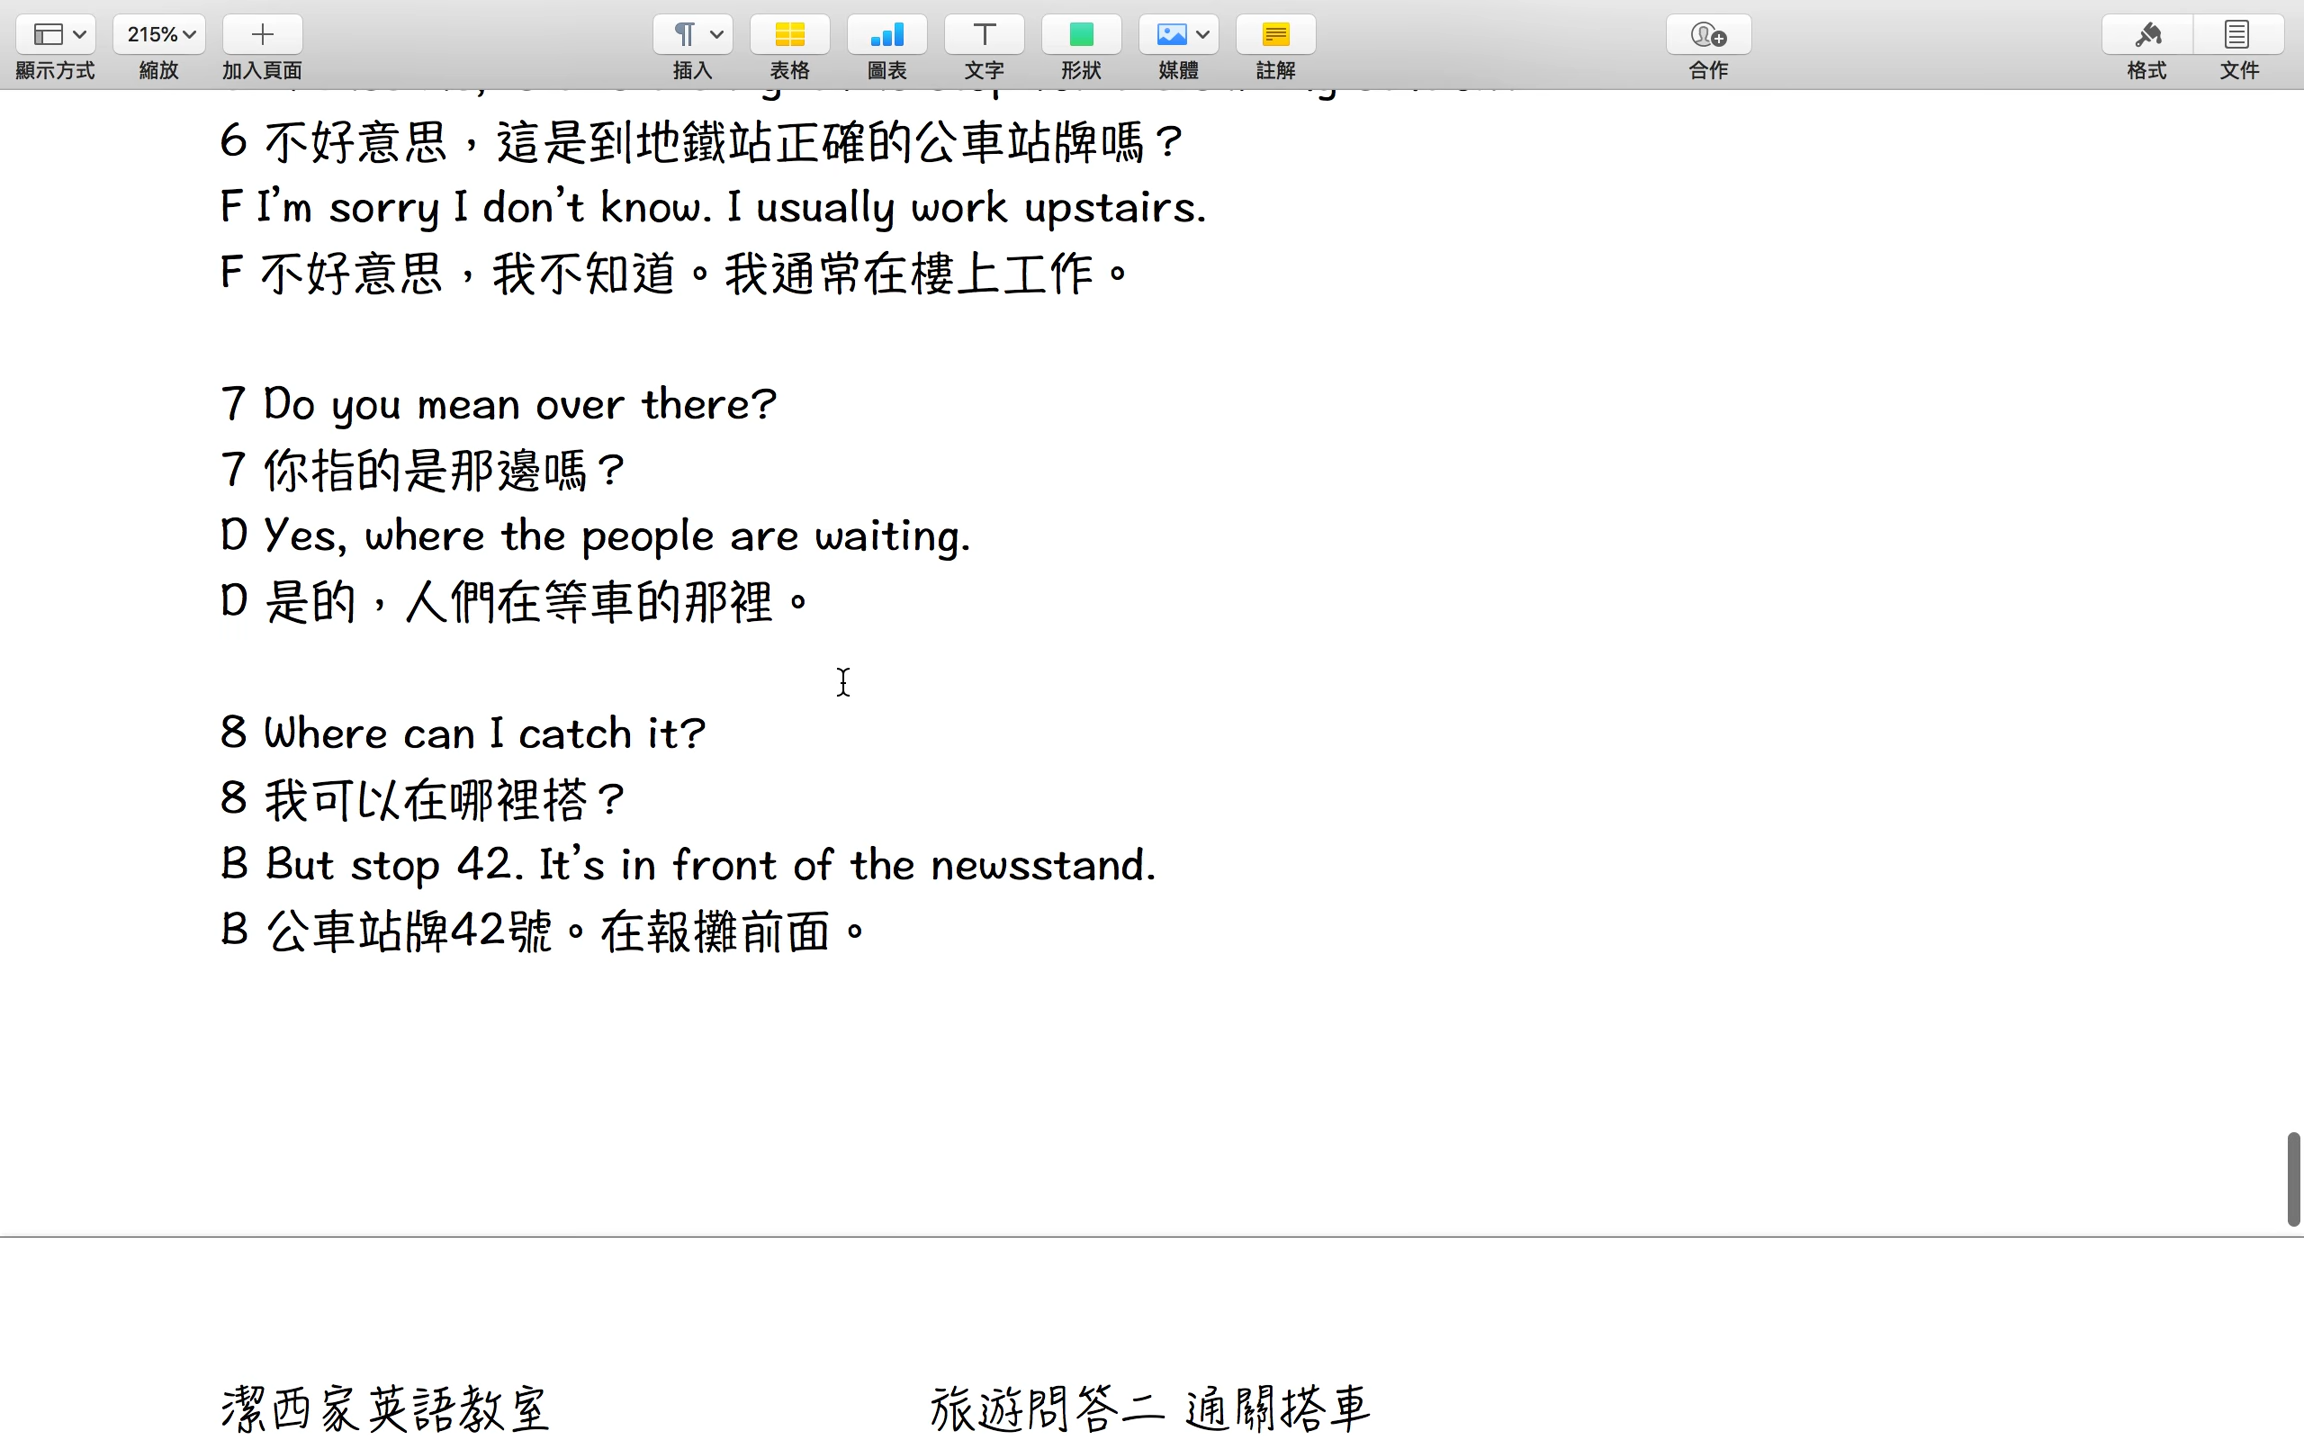 215%
顯示方式
縮放
加入頁面
插入
表格
圖表
文字
形狀
媒體
註解
合作
格式
文件
6 不好意思，這是到地鐵站正確的公車站牌嗎？
F I’m sorry I don’t know. I usually work upstairs.
F 不好意思，我不知道。我通常在樓上工作。
7 Do you mean over there?
7 你指的是那邊嗎？
D Yes, where the people are waiting.
D 是的，人們在等車的那裡。
8 Where can I catch it?
8 我可以在哪裡搭？
B But stop 42. It’s in front of the newsstand.
B 公車站牌42號。在報攤前面。
潔西家英語教室
旅遊問答二 通關搭車